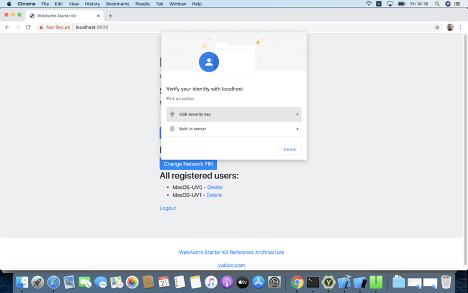 Chrome File Edit View History Bookmarks People Tab Window Help Fri 14:16
WebAuthn Starter Kit
Not Secure | localhost:8080
Verify your identity with localhost
Pick an option
USB security key
Built-in sensor
Cancel
Change Network PIN
All registered users:
MacOS-UV0 - Delete
MacOS-UV1 - Delete
Logout
WebAuthn Starter Kit Reference Architecture
yubico.com